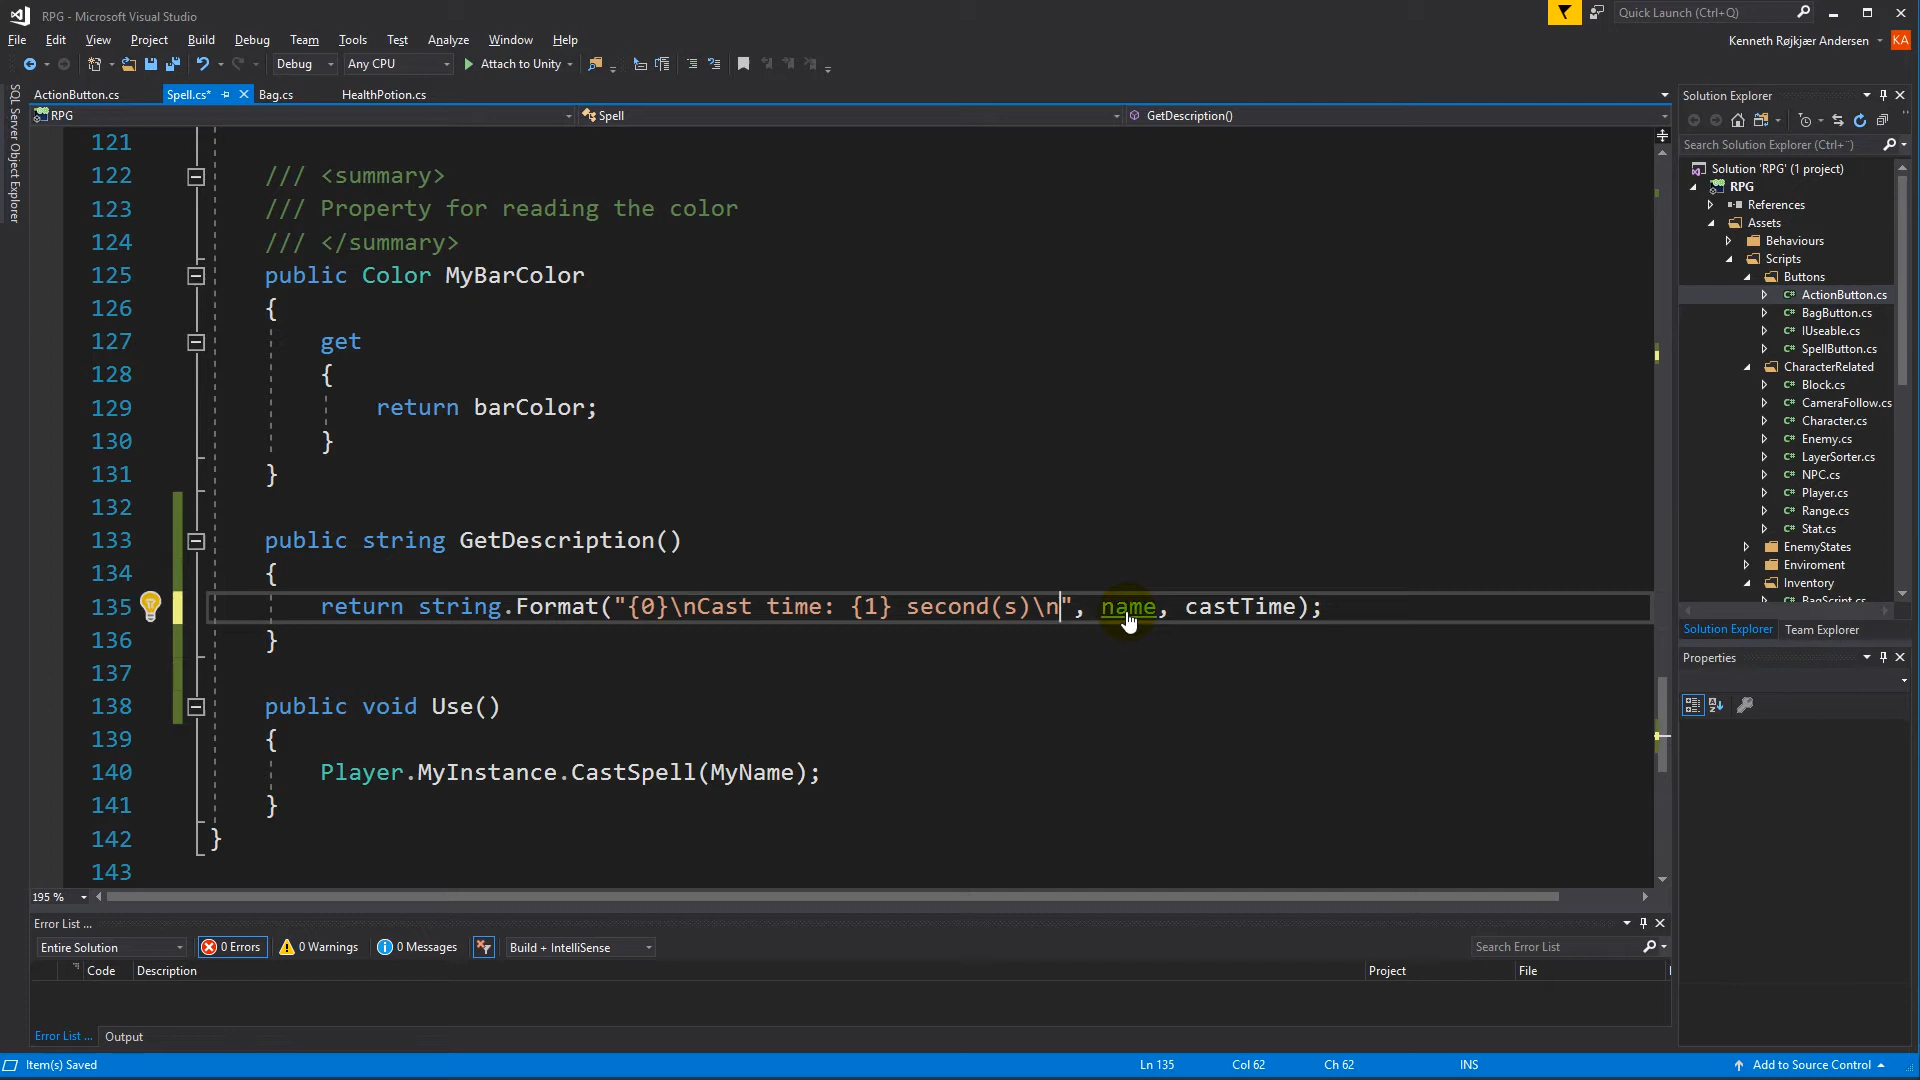 RPG - Microsoft Visual Studio
Quick Launch (Ctrl+Q)
File Edit View Project Build Debug Team Tools Test Analyze Window Help
Kenneth Røjkjær Andersen
KA
Debug
Any CPU
Attach to Unity
SQL Server Object Explorer
ActionButton.cs
Spell.cs*
Bag.cs
HealthPotion.cs
RPG
Spell
GetDescription()
121
122 /// <summary>
123 /// Property for reading the color
124 /// </summary>
125 public Color MyBarColor
126 {
127 get
128 {
129 return barColor;
130 }
131 }
132
133 public string GetDescription()
134 {
135 return string.Format("{0}\nCast time: {1} second(s)\n", name, castTime);
136 }
137
138 public void Use()
139 {
140 Player.MyInstance.CastSpell(MyName);
141 }
142 }
143
195 %
Solution Explorer
Search Solution Explorer (Ctrl+¨)
Solution 'RPG' (1 project)
RPG
References
Assets
Behaviours
Scripts
Buttons
C# ActionButton.cs
C# BagButton.cs
C# IUseable.cs
C# SpellButton.cs
CharacterRelated
C# Block.cs
C# CameraFollow.cs
C# Character.cs
C# Enemy.cs
C# LayerSorter.cs
C# NPC.cs
C# Player.cs
C# Range.cs
C# Stat.cs
EnemyStates
Enviroment
Inventory
C# BagScript.cs
Solution Explorer Team Explorer
Properties
Error List ...
Entire Solution
0 Errors
0 Warnings
0 Messages
Build + IntelliSense
Search Error List
Code
Description
Project
File
Error List ... Output
Item(s) Saved
Ln 135
Col 62
Ch 62
INS
Add to Source Control